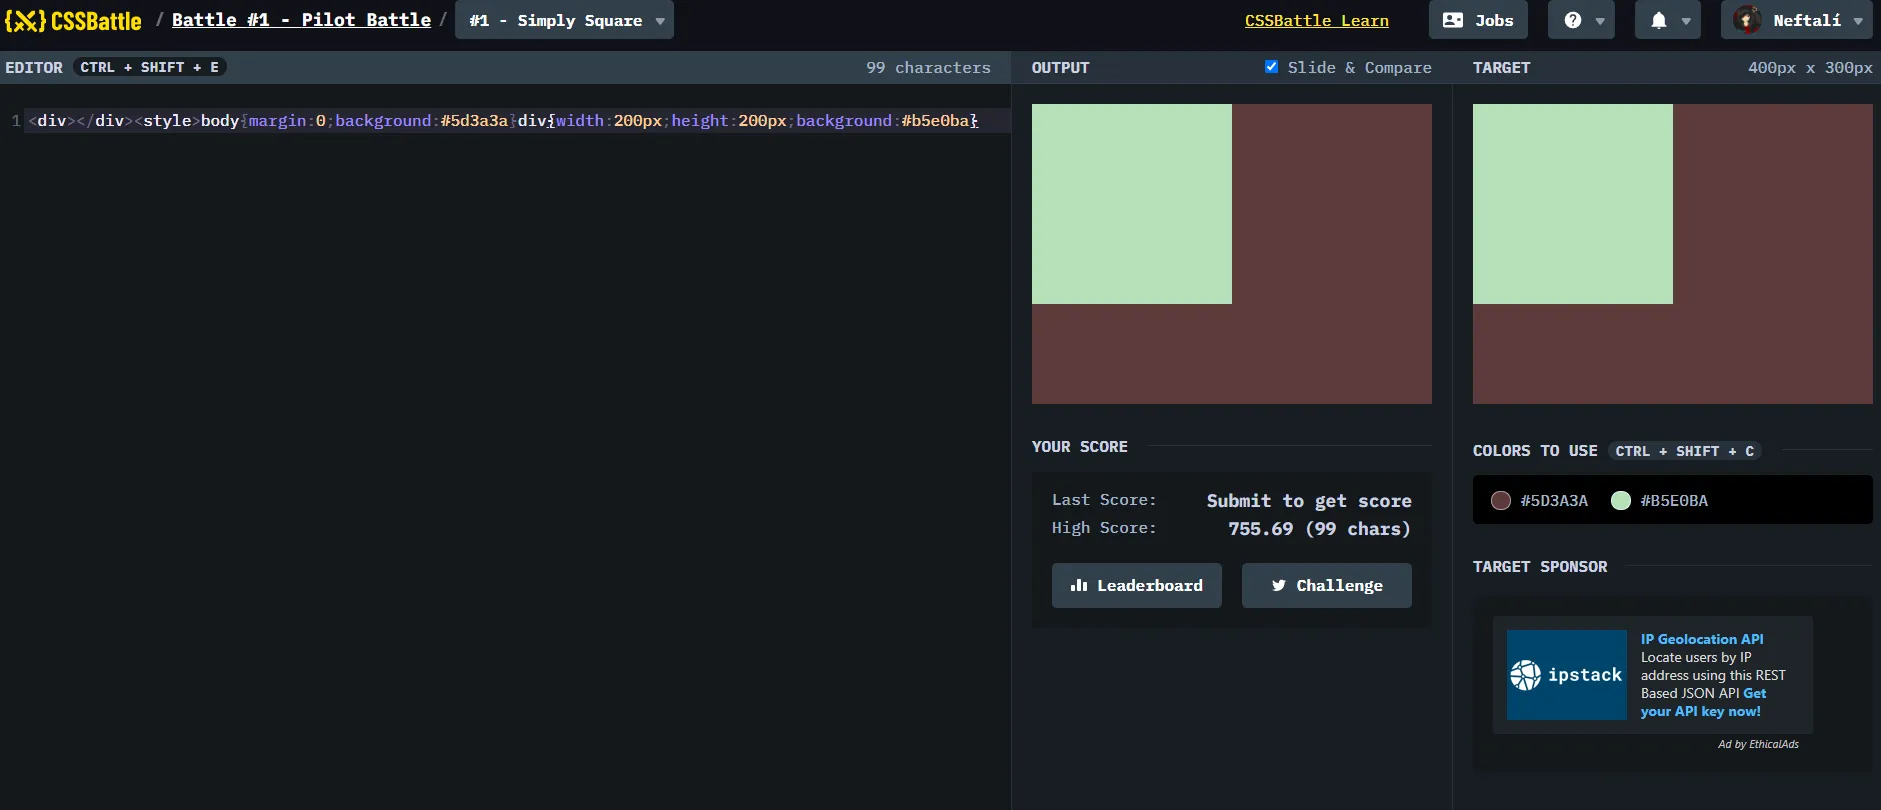 {X} CSSBattle / Battle #1 - Pilot Battle / #1 - Simply Square CSSBattle Learn Jobs ? Neftalí
EDITOR CTRL + SHIFT + E 99 characters OUTPUT Slide & Compare TARGET 400px x 300px
1 <div></div><style>body{margin:0;background:#5d3a3a}div{width:200px;height:200px;background:#b5e0ba}
YOUR SCORE
Last Score: Submit to get score
High Score: 755.69 (99 chars)
Leaderboard Challenge
COLORS TO USE CTRL + SHIFT + C
#5D3A3A #B5E0BA
TARGET SPONSOR
ipstack
IP Geolocation API
Locate users by IP
address using this REST
Based JSON API Get
your API key now!
Ad by EthicalAds